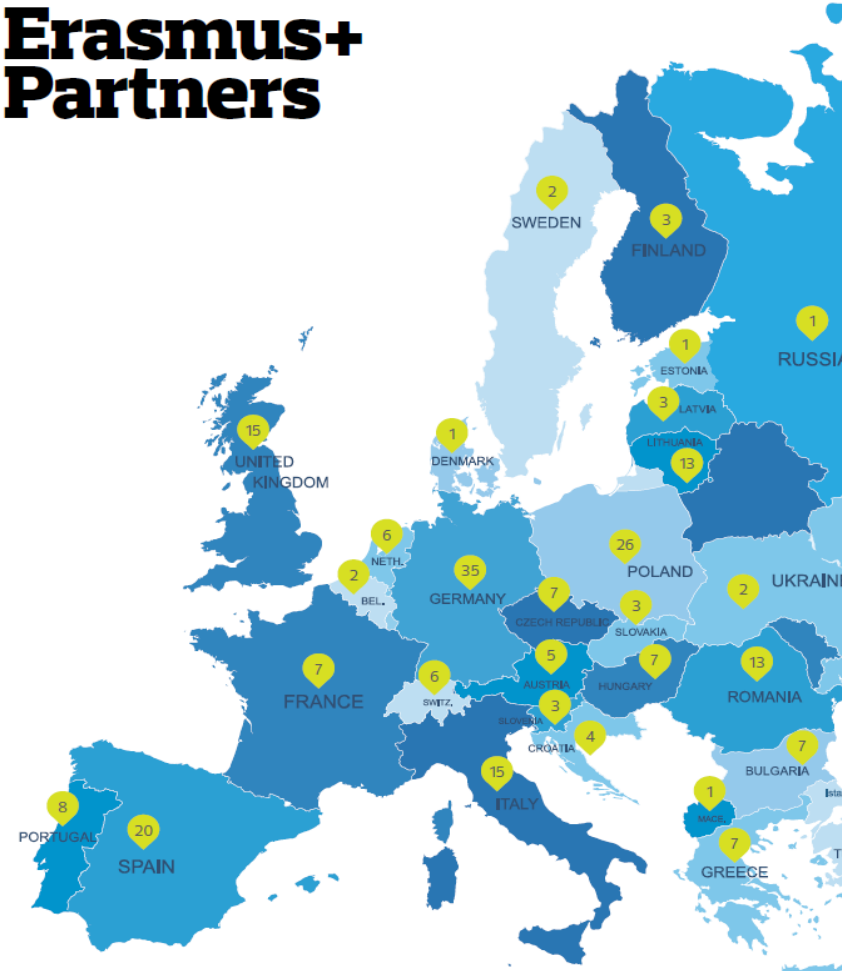 Erasmus+
Partners
2
SWEDEN
3
FINLAND
1
RUSSIA
1
ESTONIA
3
LATVIA
LITHUANIA
13
15
UNITED
KINGDOM
1
DENMARK
6
NETH.
2
BEL.
35
GERMANY
26
POLAND
2
UKRAIN
7
CZECH REPUBLIC
3
SLOVAKIA
5
AUSTRIA
7
HUNGARY
13
ROMANIA
7
FRANCE
6
SWITZ.
3
SLOVENIA
4
CROATIA
15
ITALY
7
BULGARIA
Ista
1
MACE.
T
7
GREECE
8
PORTUGAL
20
SPAIN